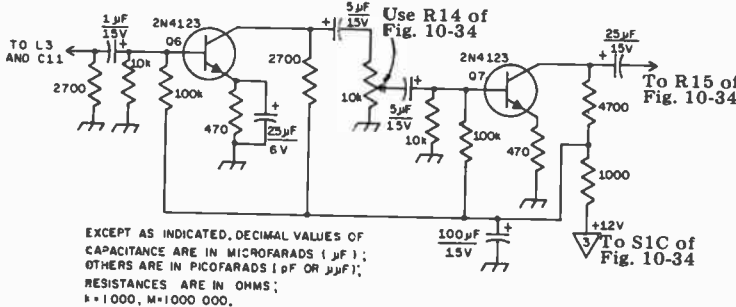 1 µF
15V
TO L3
AND C11
2700
10k
2N4123
Q6
100k
470
25µF
6V
2700
5µF
15V
Use R14 of
Fig. 10-34
10k
5µF
15V
10k
2N4123
Q7
100k
470
25µF
15V
To R15 of
Fig. 10-34
4700
1000
+12V
3
To S1C of
Fig. 10-34
100µF
15V
EXCEPT AS INDICATED, DECIMAL VALUES OF
CAPACITANCE ARE IN MICROFARADS ( µF ) ;
OTHERS ARE IN PICOFARADS ( pF OR µµF);
RESISTANCES ARE IN OHMS ;
k=1000, M=1000 000.